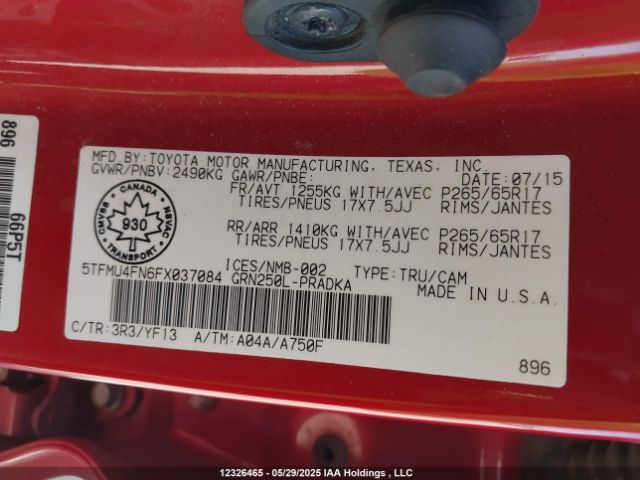 896
66P5T
MFD.BY:TOYOTA MOTOR MANUFACTURING, TEXAS, INC.
GVWR/PNBV:2490KG GAWR/PNBE: DATE:07/15
FR/AVT 1255KG WITH/AVEC P265/65R17
TIRES/PNEUS 17X7.5JJ RIMS/JANTES
RR/ARR 1410KG WITH/AVEC P265/65R17
TIRES/PNEUS 17X7.5JJ RIMS/JANTES
CANADA
CMVSS
930
RSVAC
ICES/NMB-002 TYPE:TRU/CAM
5TFMU4FN6FX037084 GRN250L-PRADKA MADE IN U.S.A.
C/TR:3R3/YF13 A/TM:A04A/A750F
896
12326465 - 05/29/2025 IAA Holdings , LLC